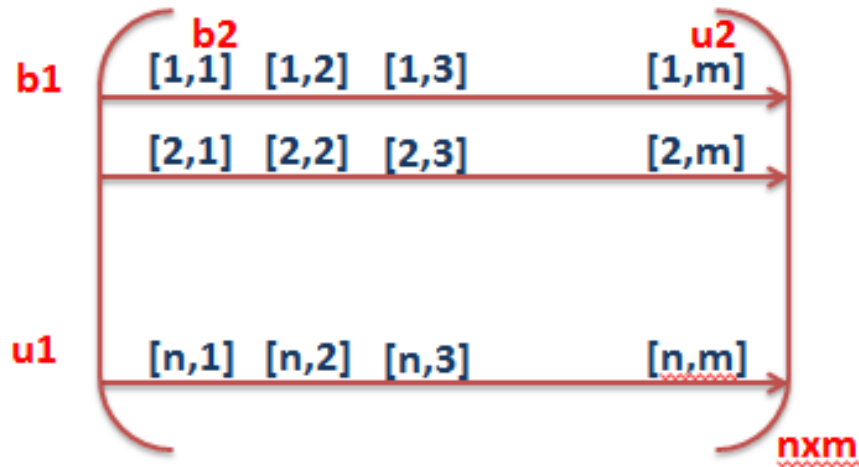 b2 u2
b1 [1,1] [1,2] [1,3] [1,m]
[2,1] [2,2] [2,3] [2,m]
u1 [n,1] [n,2] [n,3] [n,m]
nxm